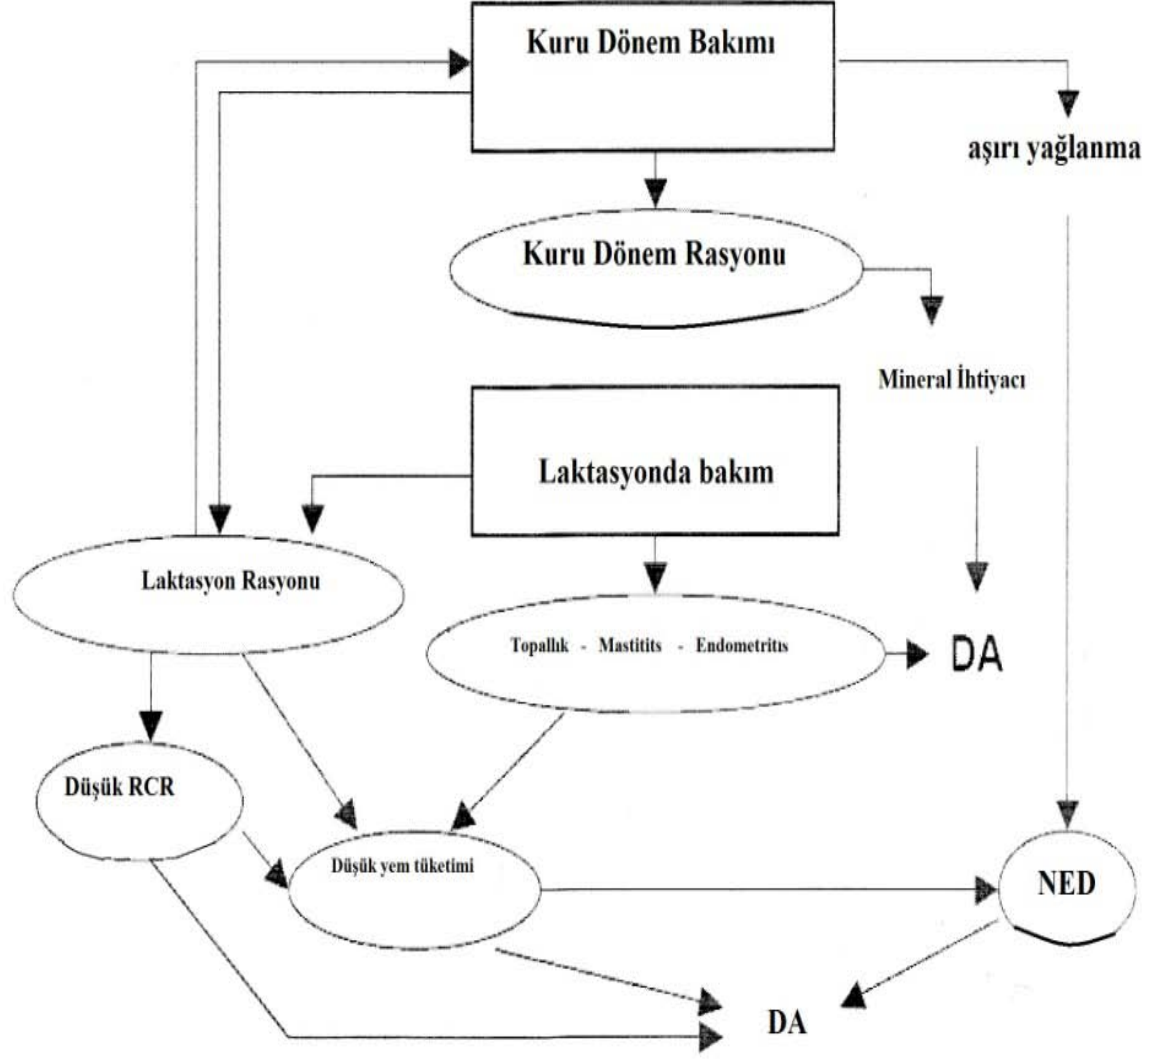 Kuru Dönem Bakımı
aşırı yağlanma
Kuru Dönem Rasyonu
Mineral İhtiyacı
Laktasyonda bakım
Laktasyon Rasyonu
Topallık - Mastitits - Endometritıs
DA
Düşük RCR
Düşük yem tüketimi
NED
DA